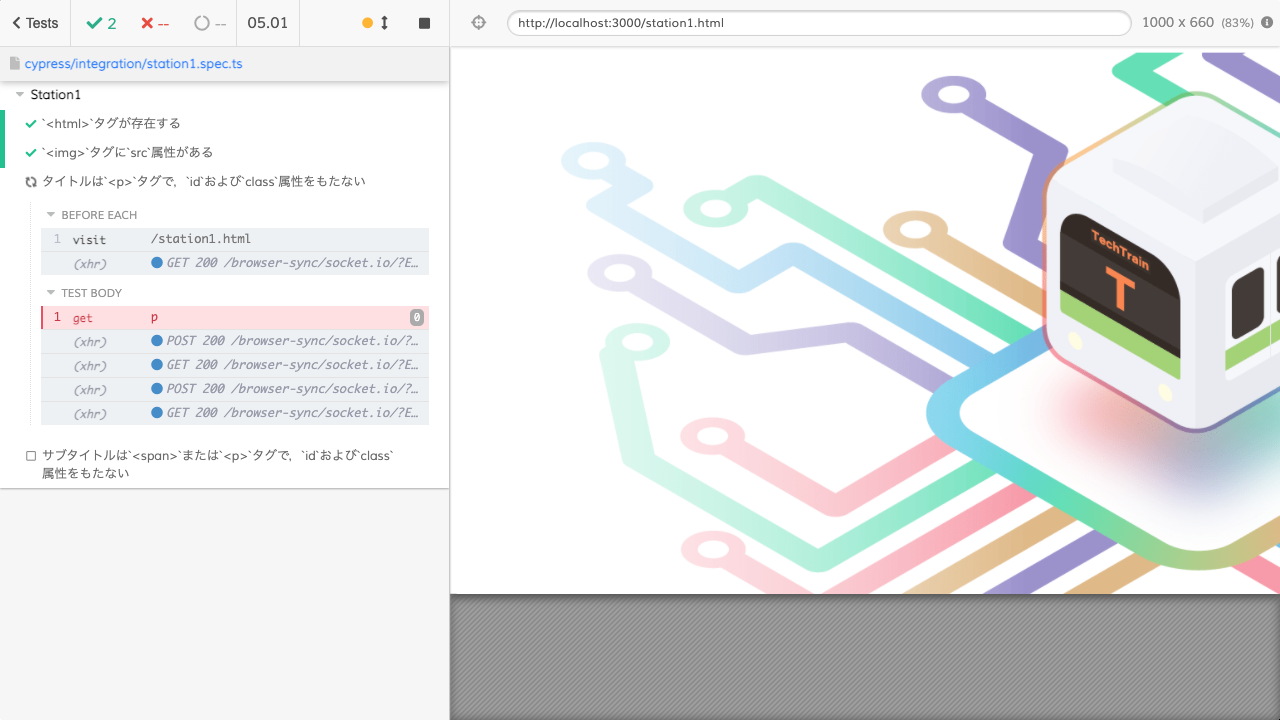 Tests
2
--
--
05.01
http://localhost:3000/station1.html
1000 x 660 (83%)
cypress/integration/station1.spec.ts
Station1
`<html>`タグが存在する
`<img>`タグに`src`属性がある
タイトルは`<p>`タグで，`id`および`class`属性をもたない
BEFORE EACH
1 visit /station1.html
(xhr) GET 200 /browser-sync/socket.io/?E…
TEST BODY
1 get p 0
(xhr) POST 200 /browser-sync/socket.io/?…
(xhr) GET 200 /browser-sync/socket.io/?E…
(xhr) POST 200 /browser-sync/socket.io/?…
(xhr) GET 200 /browser-sync/socket.io/?E…
サブタイトルは`<span>`または`<p>`タグで，`id`および`class`
属性をもたない
TechTrain
T